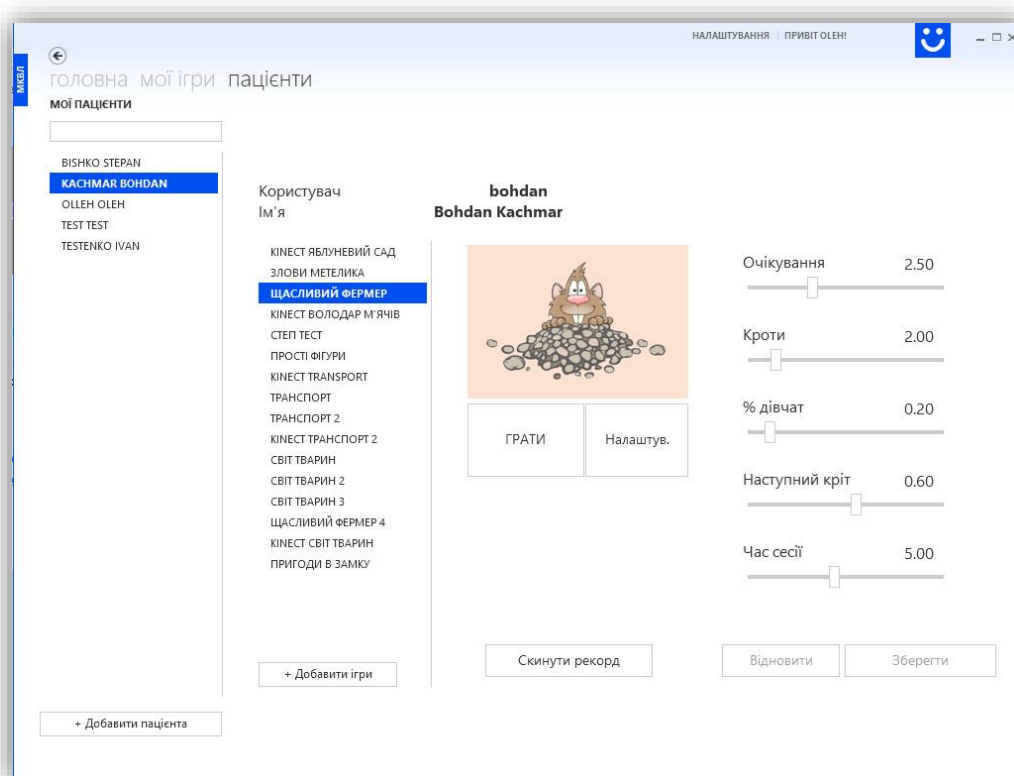 НАЛАШТУВАННЯ | ПРИВІТ OLEH!
МКВЛ
головна мої ігри пацієнти
МОЇ ПАЦІЄНТИ
BISHKO STEPAN
KACHMAR BOHDAN
OLLEH OLEH
TEST TEST
TESTENKO IVAN
Користувач bohdan
Ім'я Bohdan Kachmar
KINECT ЯБЛУНЕВИЙ САД
ЗЛОВИ МЕТЕЛИКА
ЩАСЛИВИЙ ФЕРМЕР
KINECT ВОЛОДАР М'ЯЧІВ
СТЕП ТЕСТ
ПРОСТІ ФІГУРИ
KINECT TRANSPORT
ТРАНСПОРТ
ТРАНСПОРТ 2
KINECT ТРАНСПОРТ 2
СВІТ ТВАРИН
СВІТ ТВАРИН 2
СВІТ ТВАРИН 3
ЩАСЛИВИЙ ФЕРМЕР 4
KINECT СВІТ ТВАРИН
ПРИГОДИ В ЗАМКУ
+ Добавити ігри
ГРАТИ
Налаштув.
Скинути рекорд
Очікування 2.50
Кроти 2.00
% дівчат 0.20
Наступний кріт 0.60
Час сесії 5.00
Відновити
Зберегти
+ Добавити пацієнта